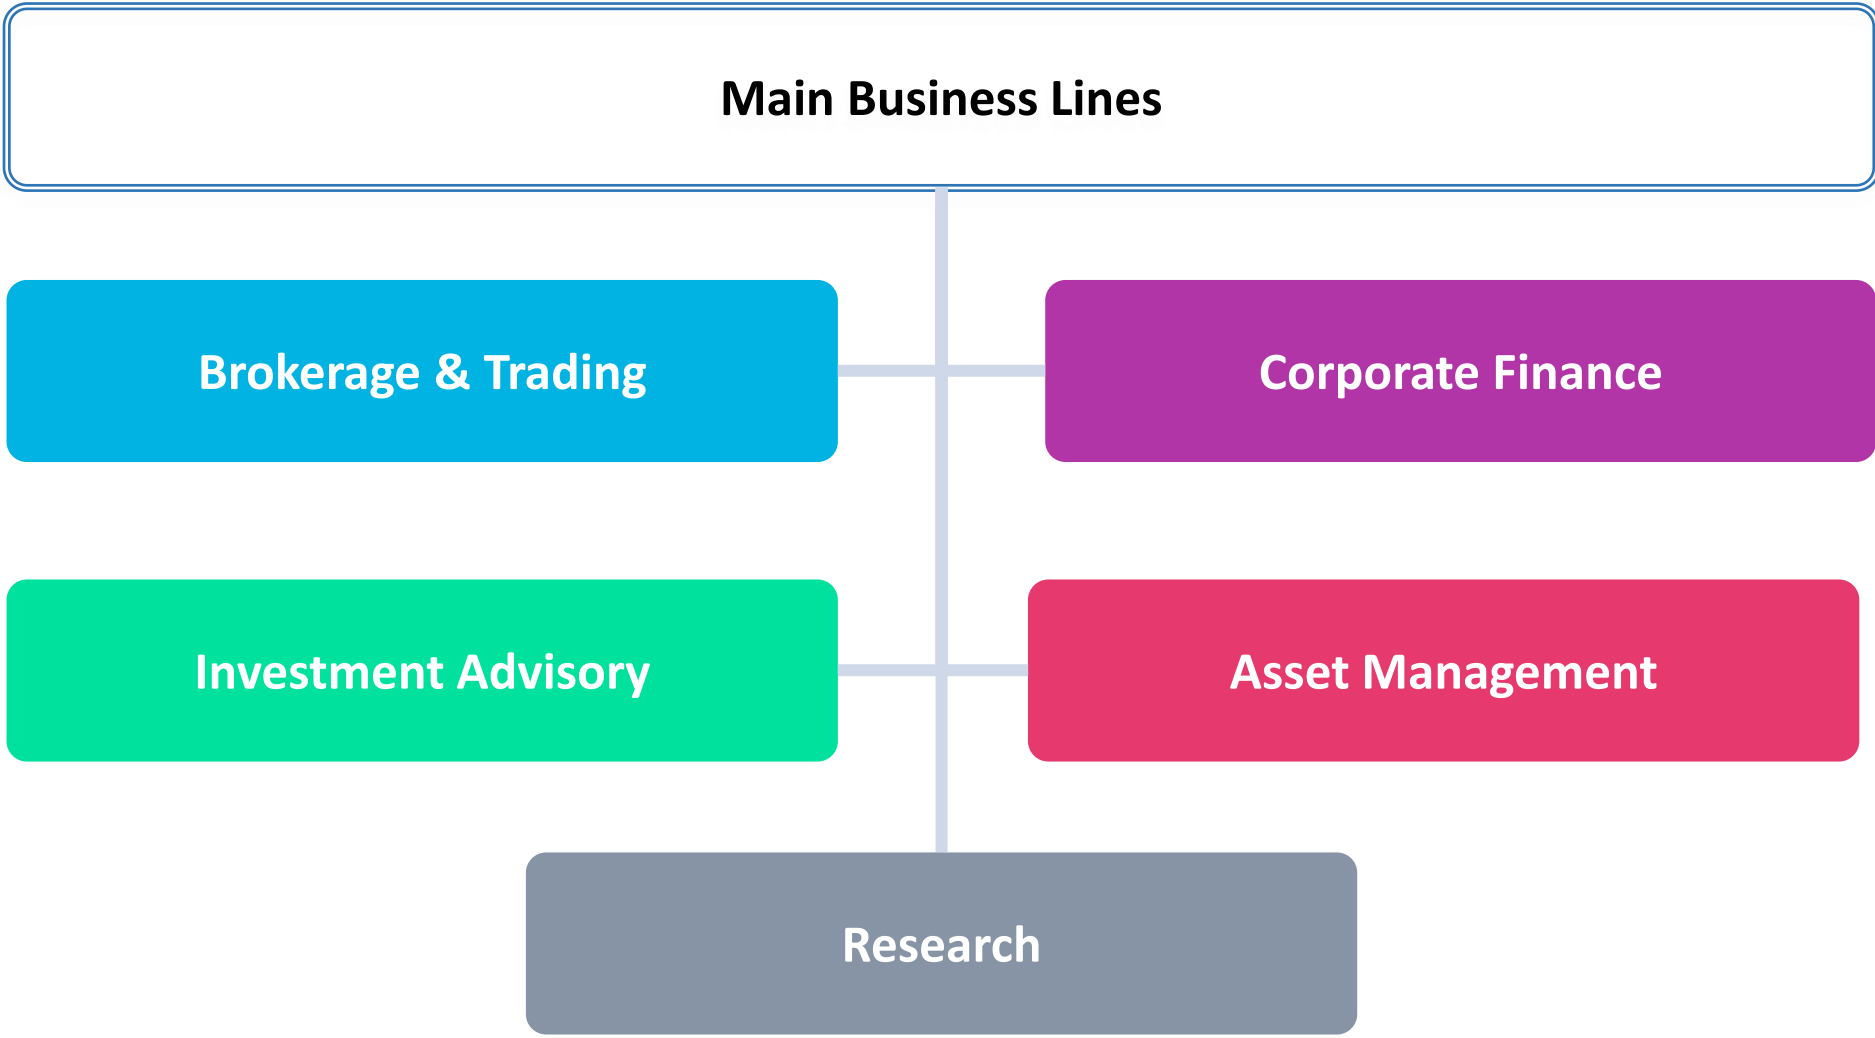 Main Business Lines
Brokerage & Trading
Corporate Finance
Investment Advisory
Asset Management
Research